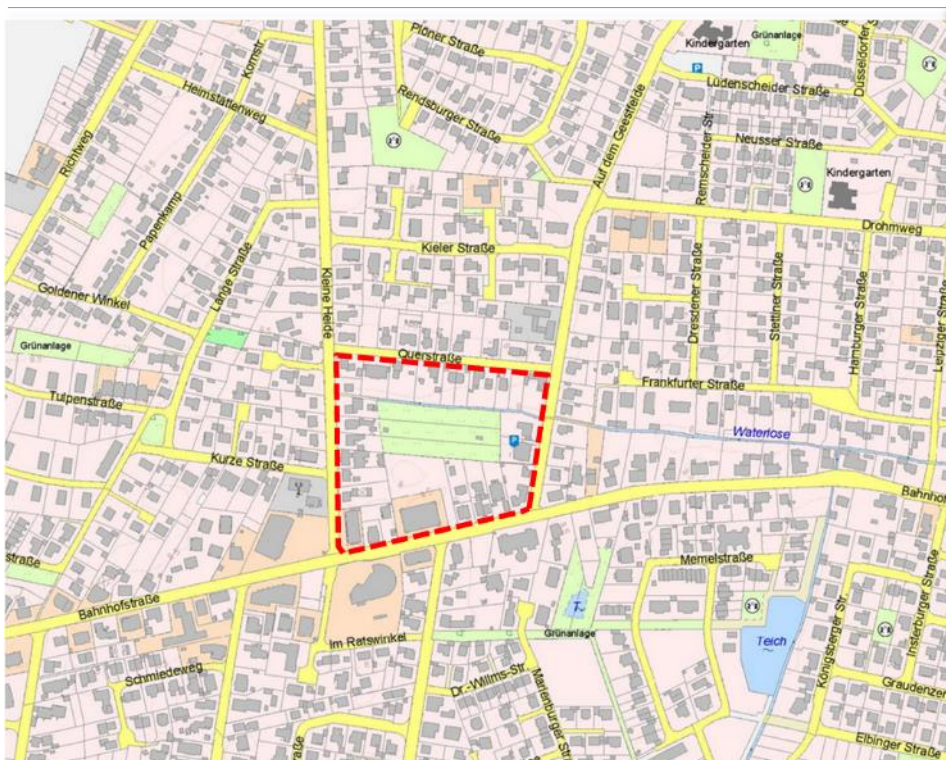 Plöner Straße
Kornstr.
Kindergarten
Grünanlage
P
Düsseldorfer
Lüdenscheider Straße
Heimstättenweg
Rendsburger Straße
Auf dem Geestfelde
Remscheider Str
Neusser Straße
Richtweg
Kindergarten
Papenkamp
Drohmweg
Kieler Straße
Lange Straße
Kleine Heide
Goldener Winkel
Dresdener Straße
Stettiner Straße
Hamburger Straße
Leipziger Straße
Grünanlage
Querstraße
Frankfurter Straße
Tulpenstraße
Waterlose
P
Kurze Straße
Bahnhof
straße
Memelstraße
Bahnhofstraße
T
Grünanlage
Teich
Königsberger Str
Insterburger Straße
Im Ratswinkel
Schmiedeweg
Dr.-Willms-Str.
Marienburger Str
Graudenzer
Elbinger Straße